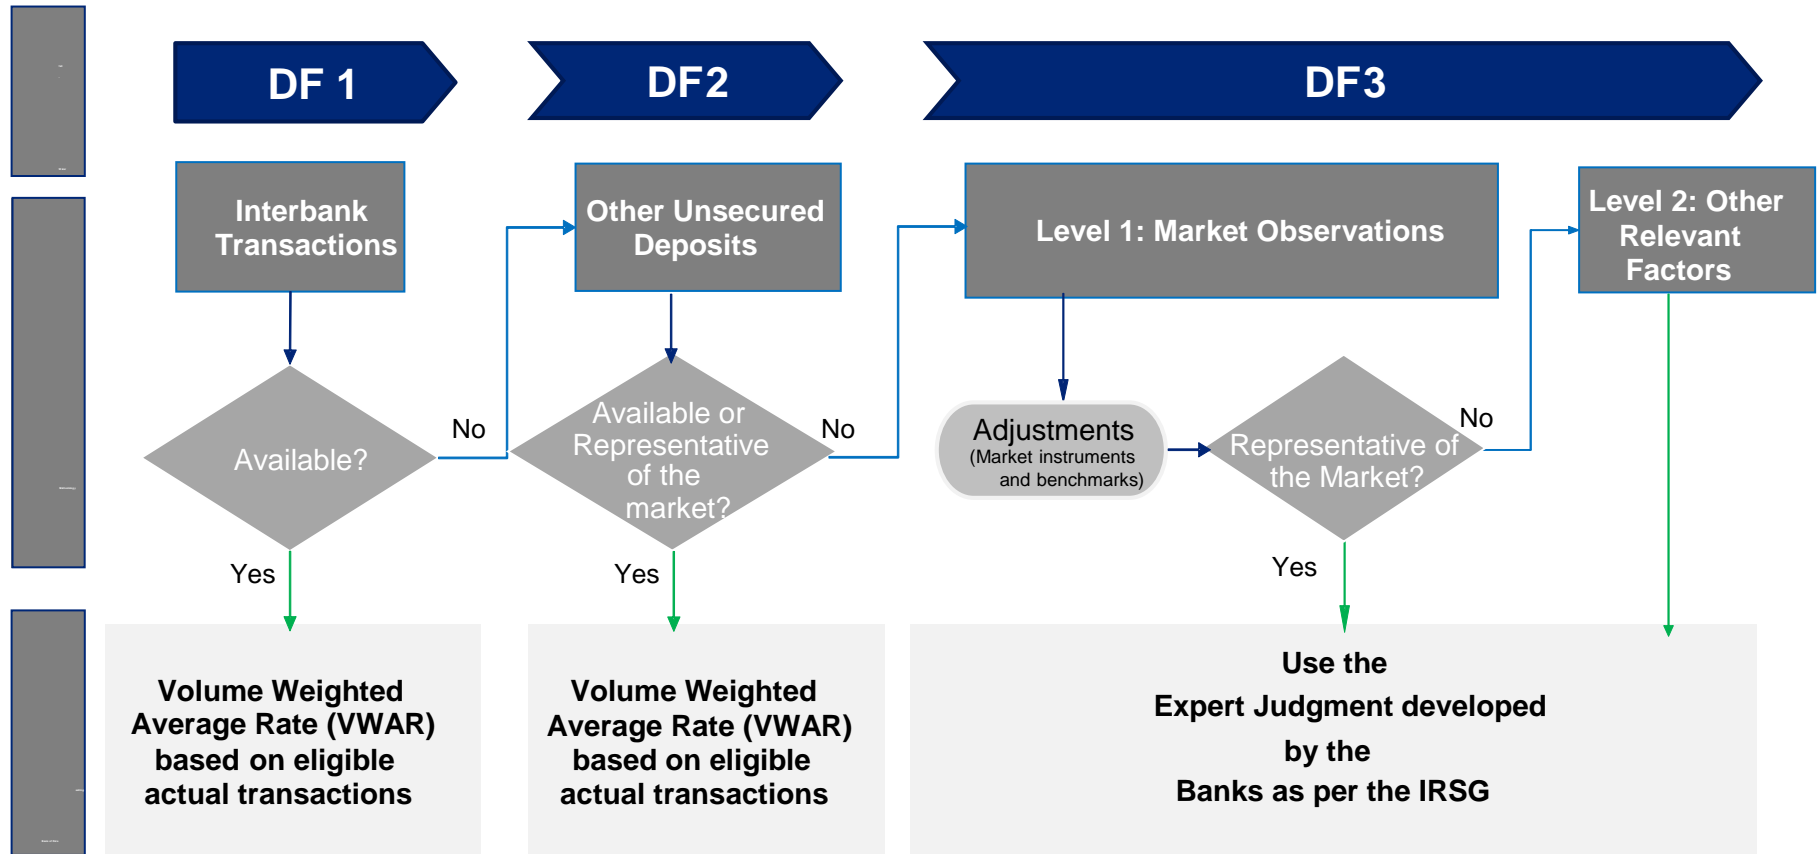 DF 1
DF2
DF3
Interbank
Transactions
Other Unsecured
Deposits
Level 1: Market Observations
Level 2: Other
Relevant
Factors
Available?
No
Available or
Representative
of the
market?
No
Adjustments
(Market instruments
and benchmarks)
Representative of
the Market?
No
Yes
Yes
Yes
Volume Weighted
Average Rate (VWAR)
based on eligible
actual transactions
Volume Weighted
Average Rate (VWAR)
based on eligible
actual transactions
Use the
Expert Judgment developed
by the
Banks as per the IRSG